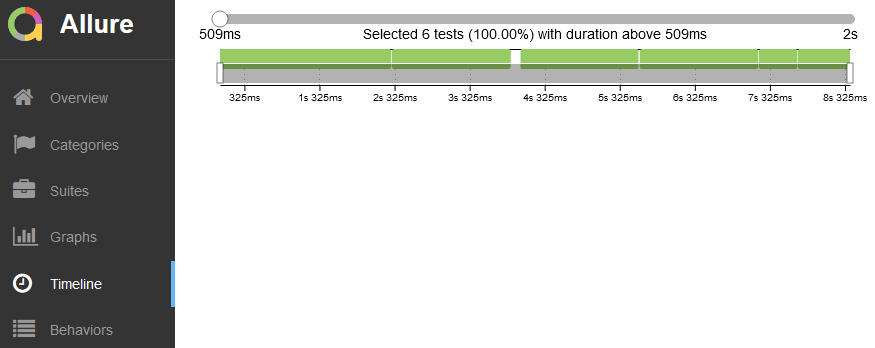 Allure
509ms Selected 6 tests (100.00%) with duration above 509ms 2s
325ms 1s 325ms 2s 325ms 3s 325ms 4s 325ms 5s 325ms 6s 325ms 7s 325ms 8s 325ms
Overview
Categories
Suites
Graphs
Timeline
Behaviors